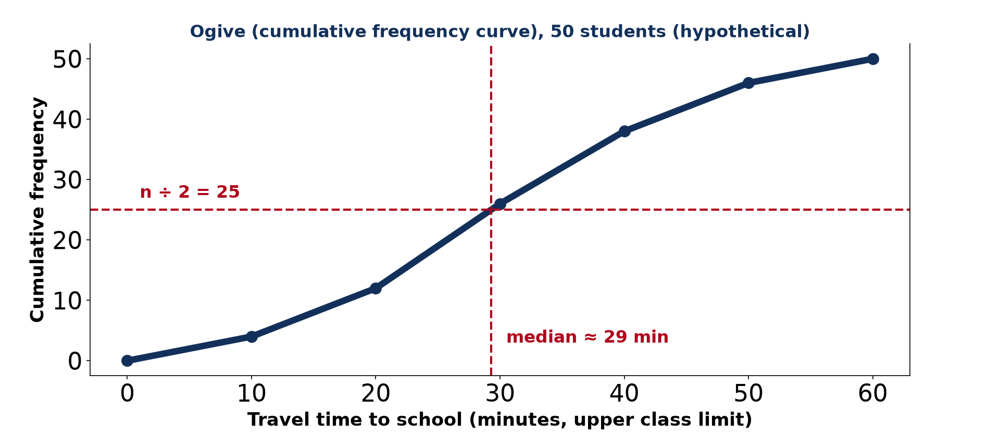 Ogive (cumulative frequency curve), 50 students (hypothetical)
Cumulative frequency
50
40
30
20
10
0
n ÷ 2 = 25
median ≈ 29 min
0 10 20 30 40 50 60
Travel time to school (minutes, upper class limit)